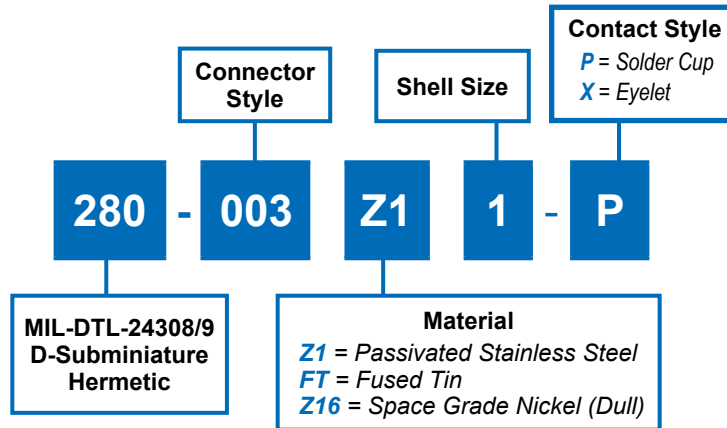 Contact Style
P = Solder Cup
X = Eyelet
Connector
Style
Shell Size
280 - 003 Z1 1 - P
MIL-DTL-24308/9
D-Subminiature
Hermetic
Material
Z1 = Passivated Stainless Steel
FT = Fused Tin
Z16 = Space Grade Nickel (Dull)